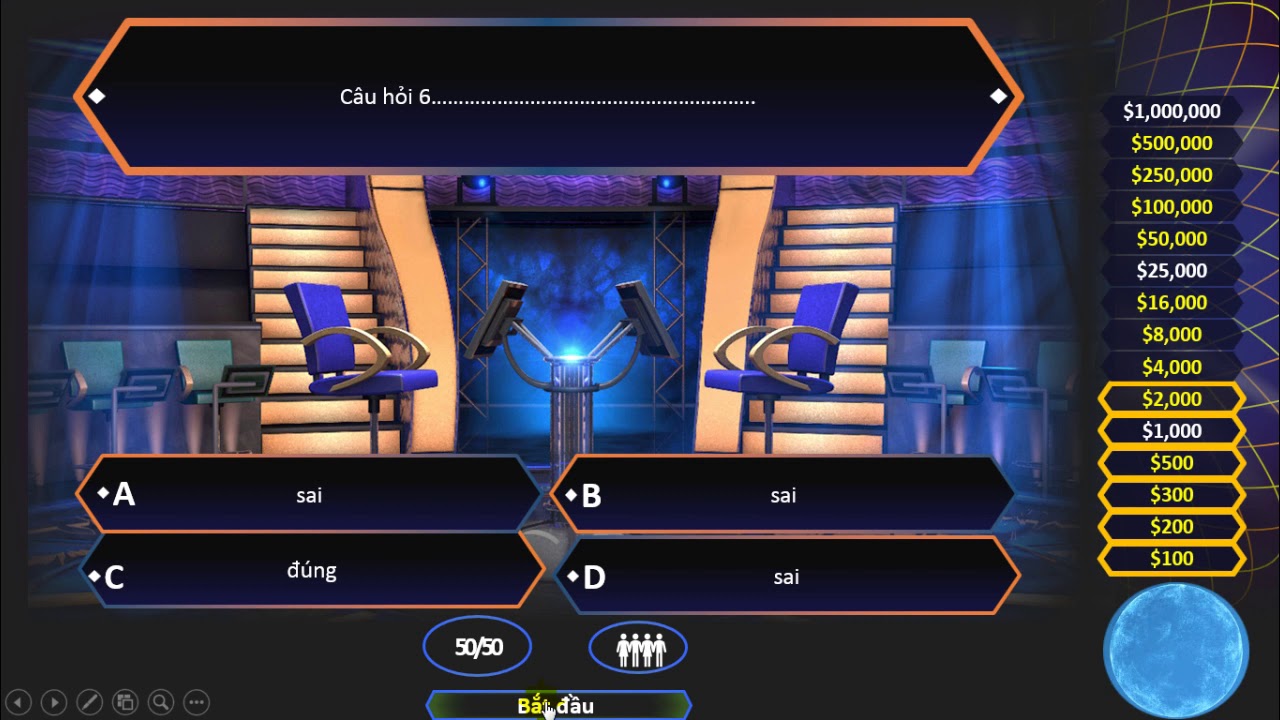 Câu hỏi 6...........................................................
A sai
B sai
C đúng
D sai
50/50
Bắt đầu
$1,000,000
$500,000
$250,000
$100,000
$50,000
$25,000
$16,000
$8,000
$4,000
$2,000
$1,000
$500
$300
$200
$100